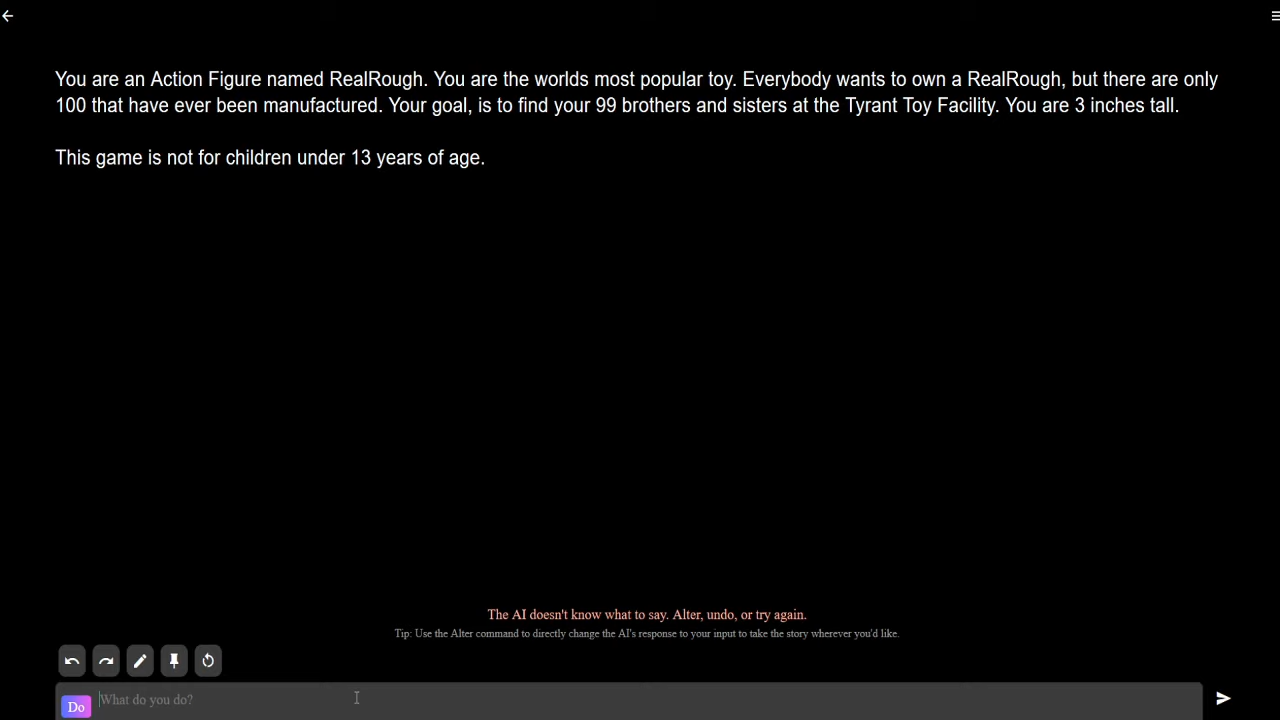 You are an Action Figure named RealRough. You are the worlds most popular toy. Everybody wants to own a RealRough, but there are only
100 that have ever been manufactured. Your goal, is to find your 99 brothers and sisters at the Tyrant Toy Facility. You are 3 inches tall.
This game is not for children under 13 years of age.
The AI doesn't know what to say. Alter, undo, or try again.
Tip: Use the Alter command to directly change the AI's response to your input to take the story wherever you'd like.
Do What do you do?